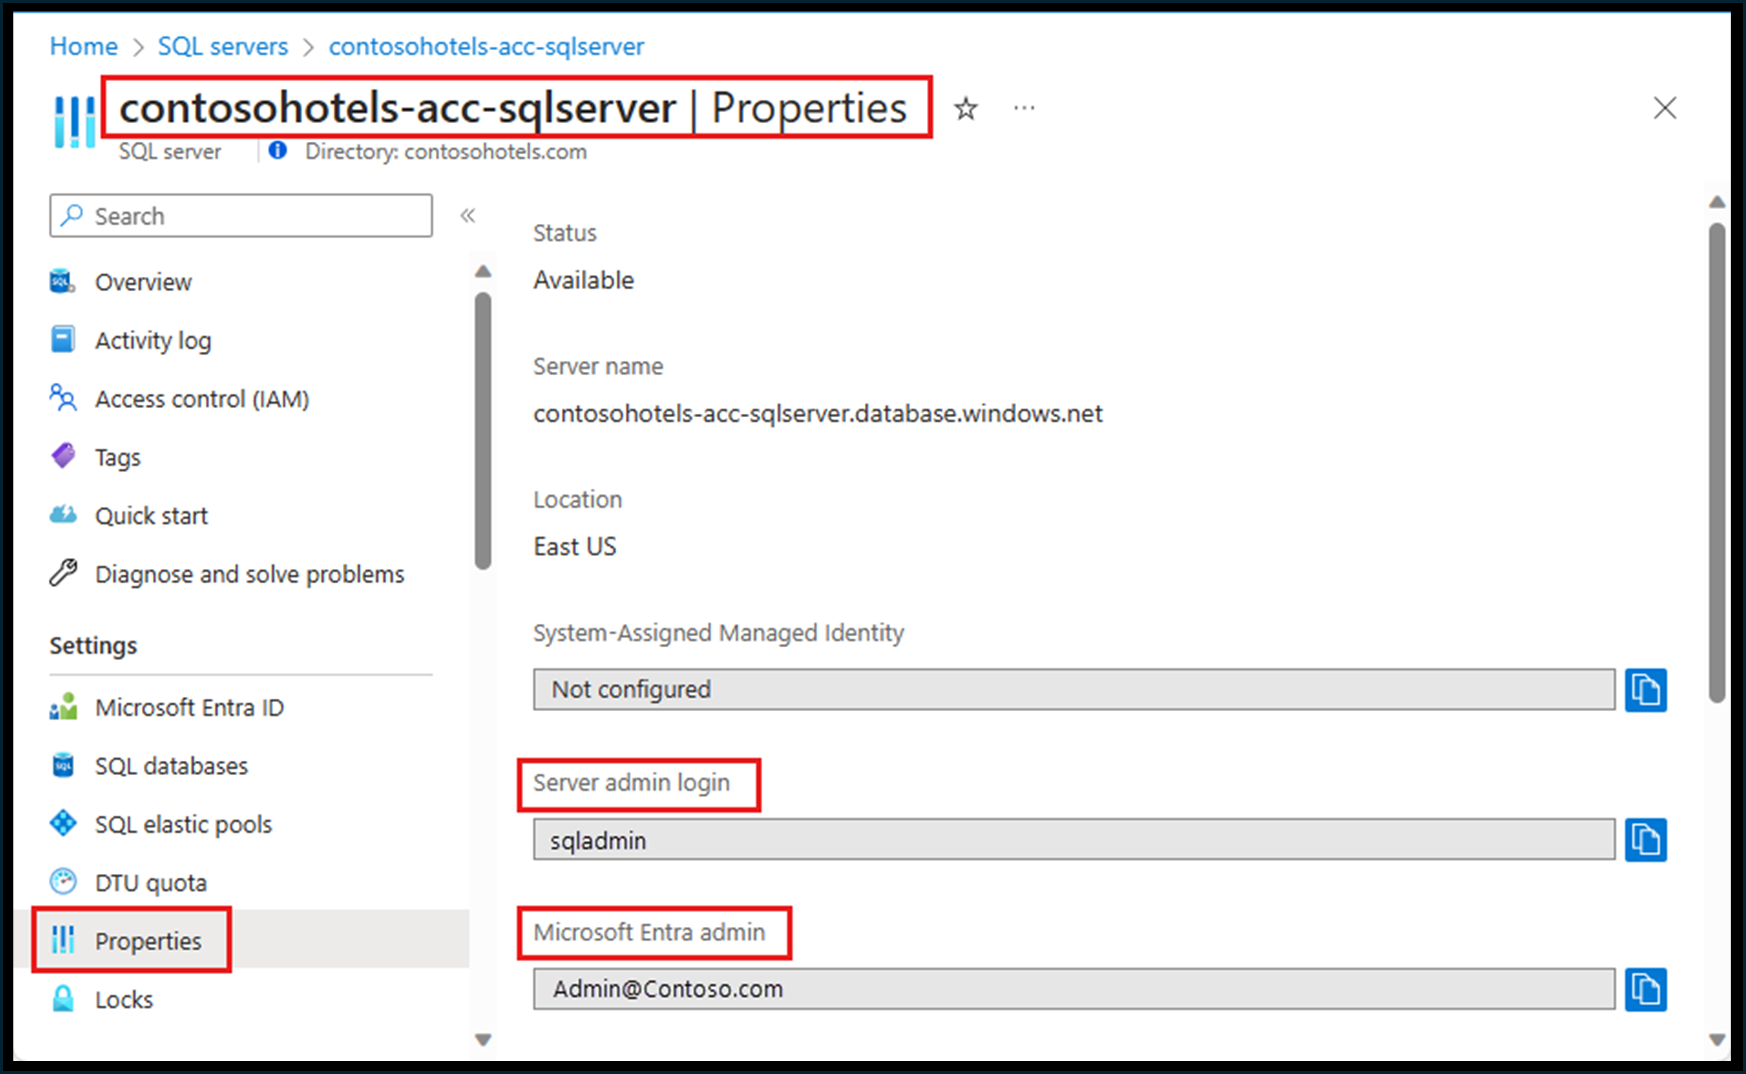 Home > SQL servers > contosohotels-acc-sqlserver
contosohotels-acc-sqlserver | Properties
SQL server
Directory: contosohotels.com
Search
Overview
Activity log
Access control (IAM)
Tags
Quick start
Diagnose and solve problems
Settings
Microsoft Entra ID
SQL databases
SQL elastic pools
DTU quota
Properties
Locks
Status
Available
Server name
contosohotels-acc-sqlserver.database.windows.net
Location
East US
System-Assigned Managed Identity
Not configured
Server admin login
sqladmin
Microsoft Entra admin
Admin@Contoso.com